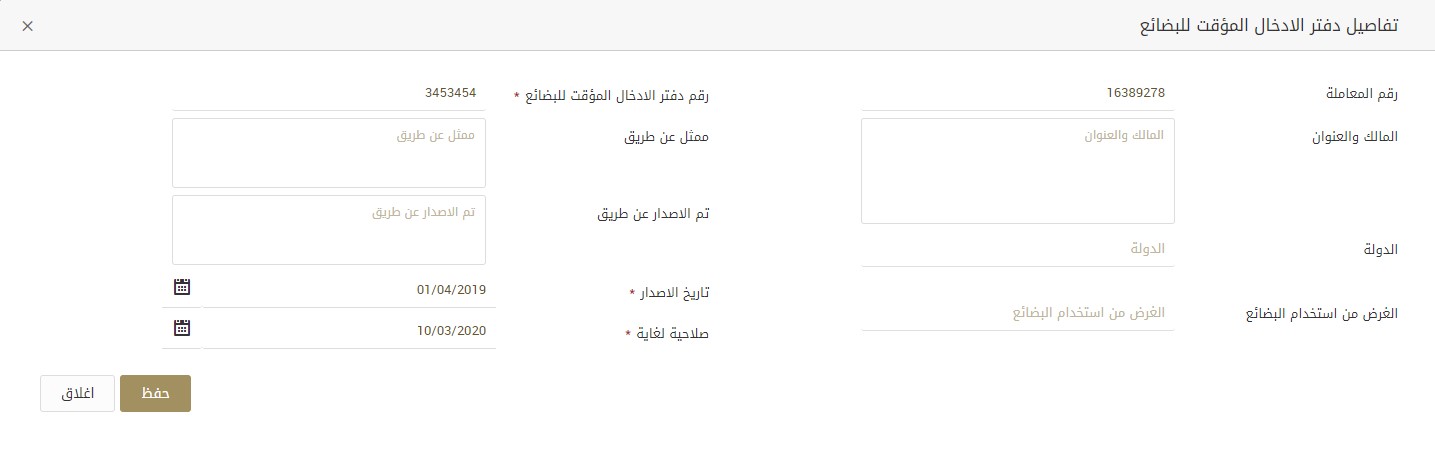 تفاصيل دفتر الادخال المؤقت للبضائع
رقم المعاملة
16389278
رقم دفتر الادخال المؤقت للبضائع *
3453454
المالك والعنوان
المالك والعنوان
ممثل عن طريق
ممثل عن طريق
تم الاصدار عن طريق
تم الاصدار عن طريق
الدولة
الدولة
تاريخ الاصدار *
01/04/2019
الغرض من استخدام البضائع
الغرض من استخدام البضائع
صلاحية لغاية *
10/03/2020
حفظ
اغلاق